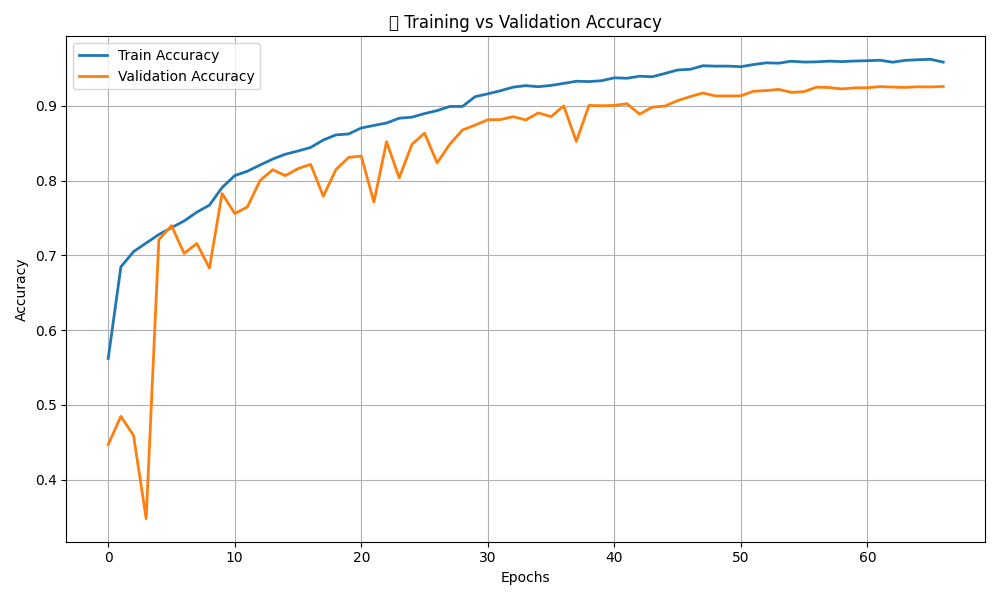 Training vs Validation Accuracy
Train Accuracy
Validation Accuracy
Accuracy
0.9
0.8
0.7
0.6
0.5
0.4
0 10 20 30 40 50 60
Epochs